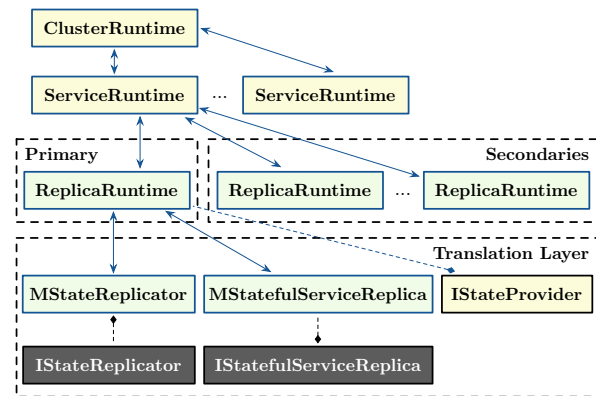 ClusterRuntime
ServiceRuntime ... ServiceRuntime
Primary
Secondaries
ReplicaRuntime
ReplicaRuntime ... ReplicaRuntime
Translation Layer
MStateReplicator
MStatefulServiceReplica
IStateProvider
IStateReplicator
IStatefulServiceReplica